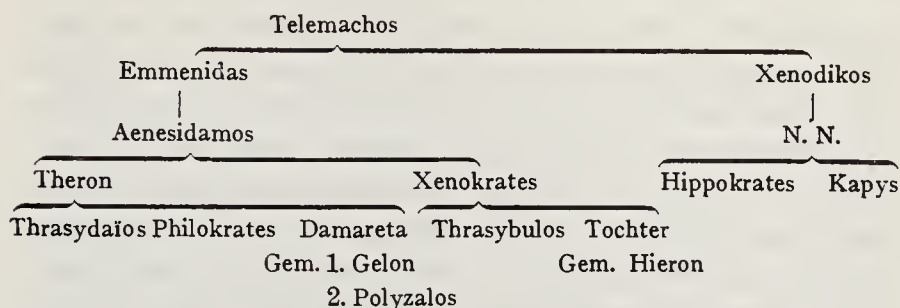 Telemachos
Emmenidas Xenodikos
Aenesidamos N. N.
Theron Xenokrates Hippokrates Kapys
Thrasydaïos Philokrates Damareta Thrasybulos Tochter
Gem. 1. Gelon Gem. Hieron
2. Polyzalos